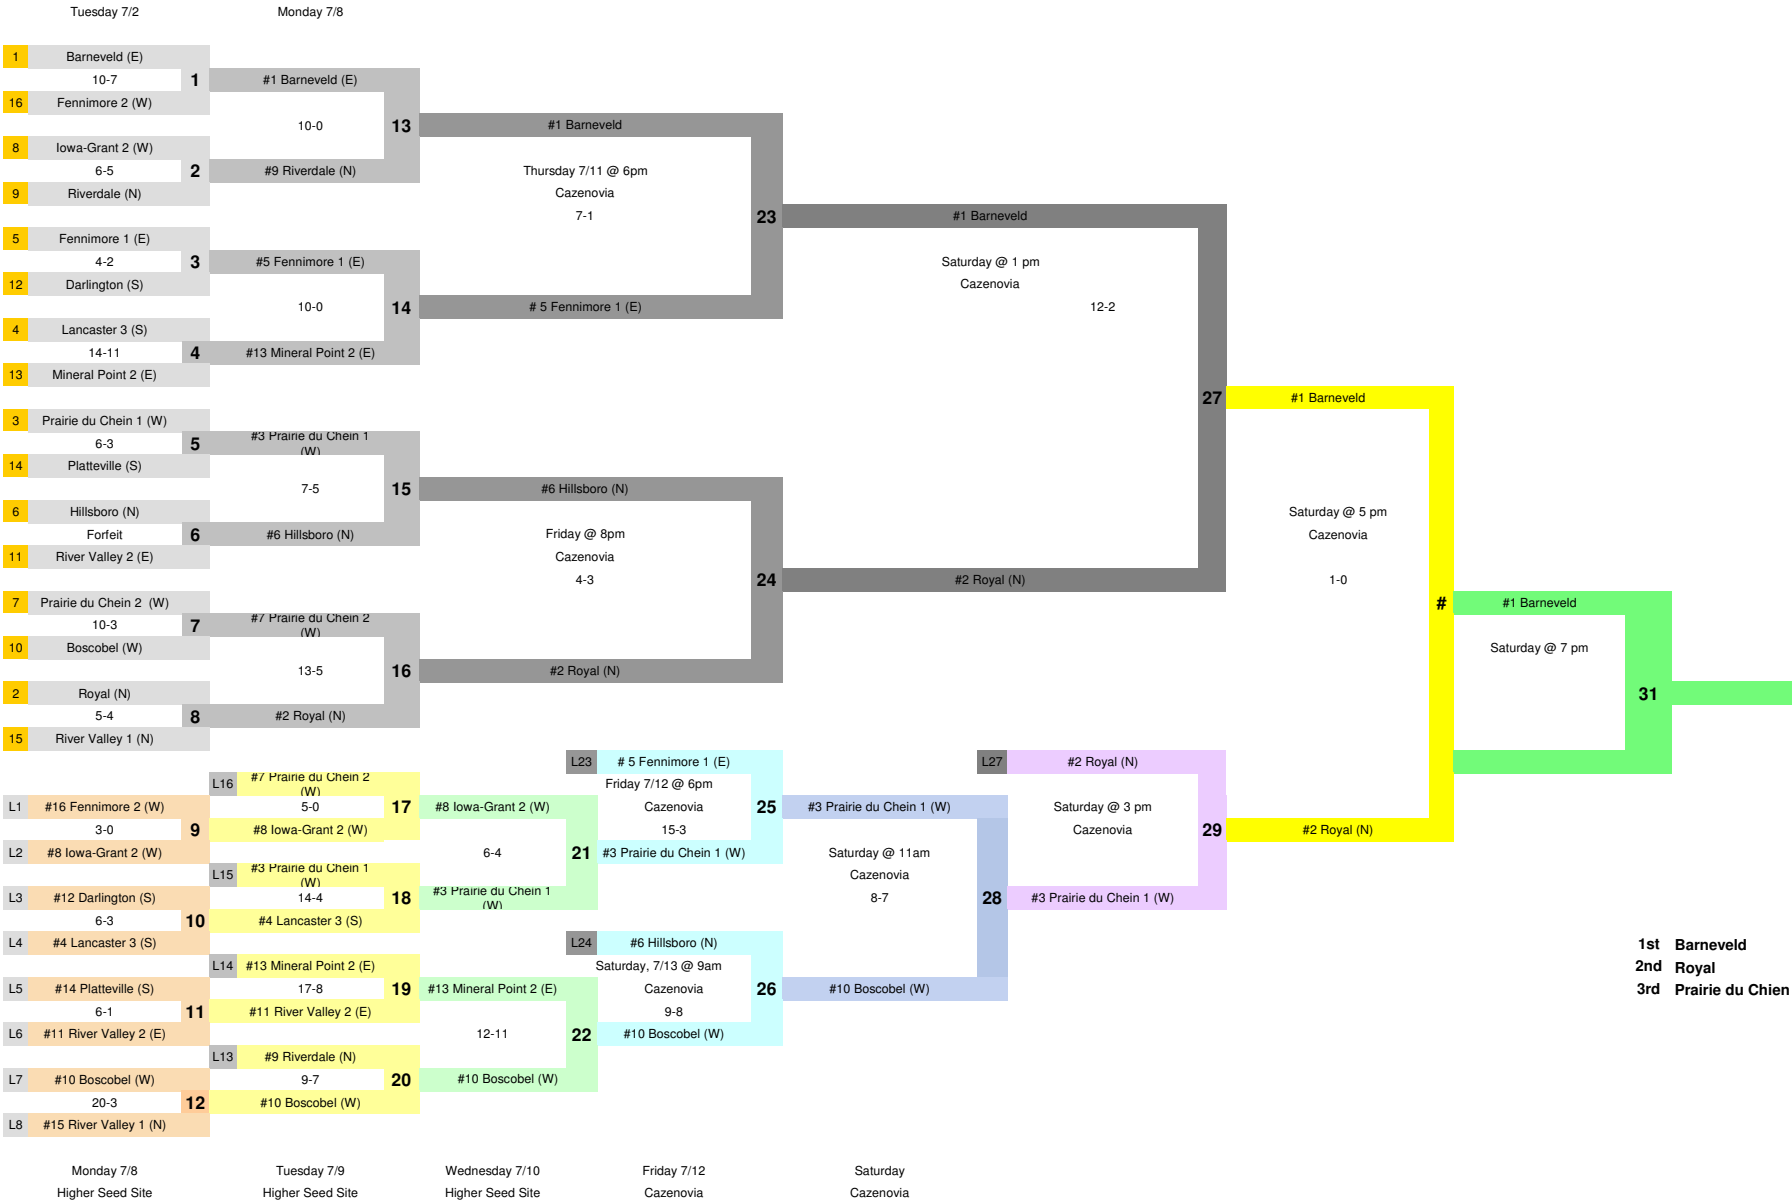 Tuesday 7/2
Monday 7/8
1 Barneveld (E)
10-7 1 #1 Barneveld (E)
16 Fennimore 2 (W)
10-0 13 #1 Barneveld
8 Iowa-Grant 2 (W)
6-5 2 #9 Riverdale (N)
9 Riverdale (N)
Thursday 7/11 @ 6pm
Cazenovia
7-1 23 #1 Barneveld
5 Fennimore 1 (E)
4-2 3 #5 Fennimore 1 (E)
12 Darlington (S)
10-0 14 # 5 Fennimore 1 (E)
4 Lancaster 3 (S)
14-11 4 #13 Mineral Point 2 (E)
13 Mineral Point 2 (E)
Saturday @ 1 pm
Cazenovia
12-2
27 #1 Barneveld
3 Prairie du Chein 1 (W)
6-3 5 #3 Prairie du Chein 1
(W)
14 Platteville (S)
7-5 15 #6 Hillsboro (N)
6 Hillsboro (N)
Forfeit 6 #6 Hillsboro (N)
11 River Valley 2 (E)
Friday @ 8pm
Cazenovia
4-3 24 #2 Royal (N)
7 Prairie du Chein 2 (W)
10-3 7 #7 Prairie du Chein 2
(W)
10 Boscobel (W)
13-5 16 #2 Royal (N)
2 Royal (N)
5-4 8 #2 Royal (N)
15 River Valley 1 (N)
Saturday @ 5 pm
Cazenovia
1-0
# #1 Barneveld
Saturday @ 7 pm
31
L16 #7 Prairie du Chein 2
(W)
L1 #16 Fennimore 2 (W)
5-0 17 #8 Iowa-Grant 2 (W)
3-0 9 #8 Iowa-Grant 2 (W)
L2 #8 Iowa-Grant 2 (W)
6-4 21
L15 #3 Prairie du Chein 1
(W)
L3 #12 Darlington (S)
14-4 18 #3 Prairie du Chein 1
(W)
6-3 10 #4 Lancaster 3 (S)
L4 #4 Lancaster 3 (S)
L14 #13 Mineral Point 2 (E)
L5 #14 Platteville (S)
17-8 19 #13 Mineral Point 2 (E)
6-1 11 #11 River Valley 2 (E)
L6 #11 River Valley 2 (E)
12-11 22
L13 #9 Riverdale (N)
L7 #10 Boscobel (W)
9-7 20 #10 Boscobel (W)
20-3 12 #10 Boscobel (W)
L8 #15 River Valley 1 (N)
L23 # 5 Fennimore 1 (E)
Friday 7/12 @ 6pm
Cazenovia 25 #3 Prairie du Chein 1 (W)
15-3
#3 Prairie du Chein 1 (W)
Saturday @ 11am
Cazenovia
8-7 28
L24 #6 Hillsboro (N)
Saturday, 7/13 @ 9am
Cazenovia 26 #10 Boscobel (W)
9-8
#10 Boscobel (W)
L27 #2 Royal (N)
Saturday @ 3 pm
Cazenovia 29 #2 Royal (N)
#3 Prairie du Chein 1 (W)
1st Barneveld
2nd Royal
3rd Prairie du Chien
Monday 7/8
Higher Seed Site
Tuesday 7/9
Higher Seed Site
Wednesday 7/10
Higher Seed Site
Friday 7/12
Cazenovia
Saturday
Cazenovia